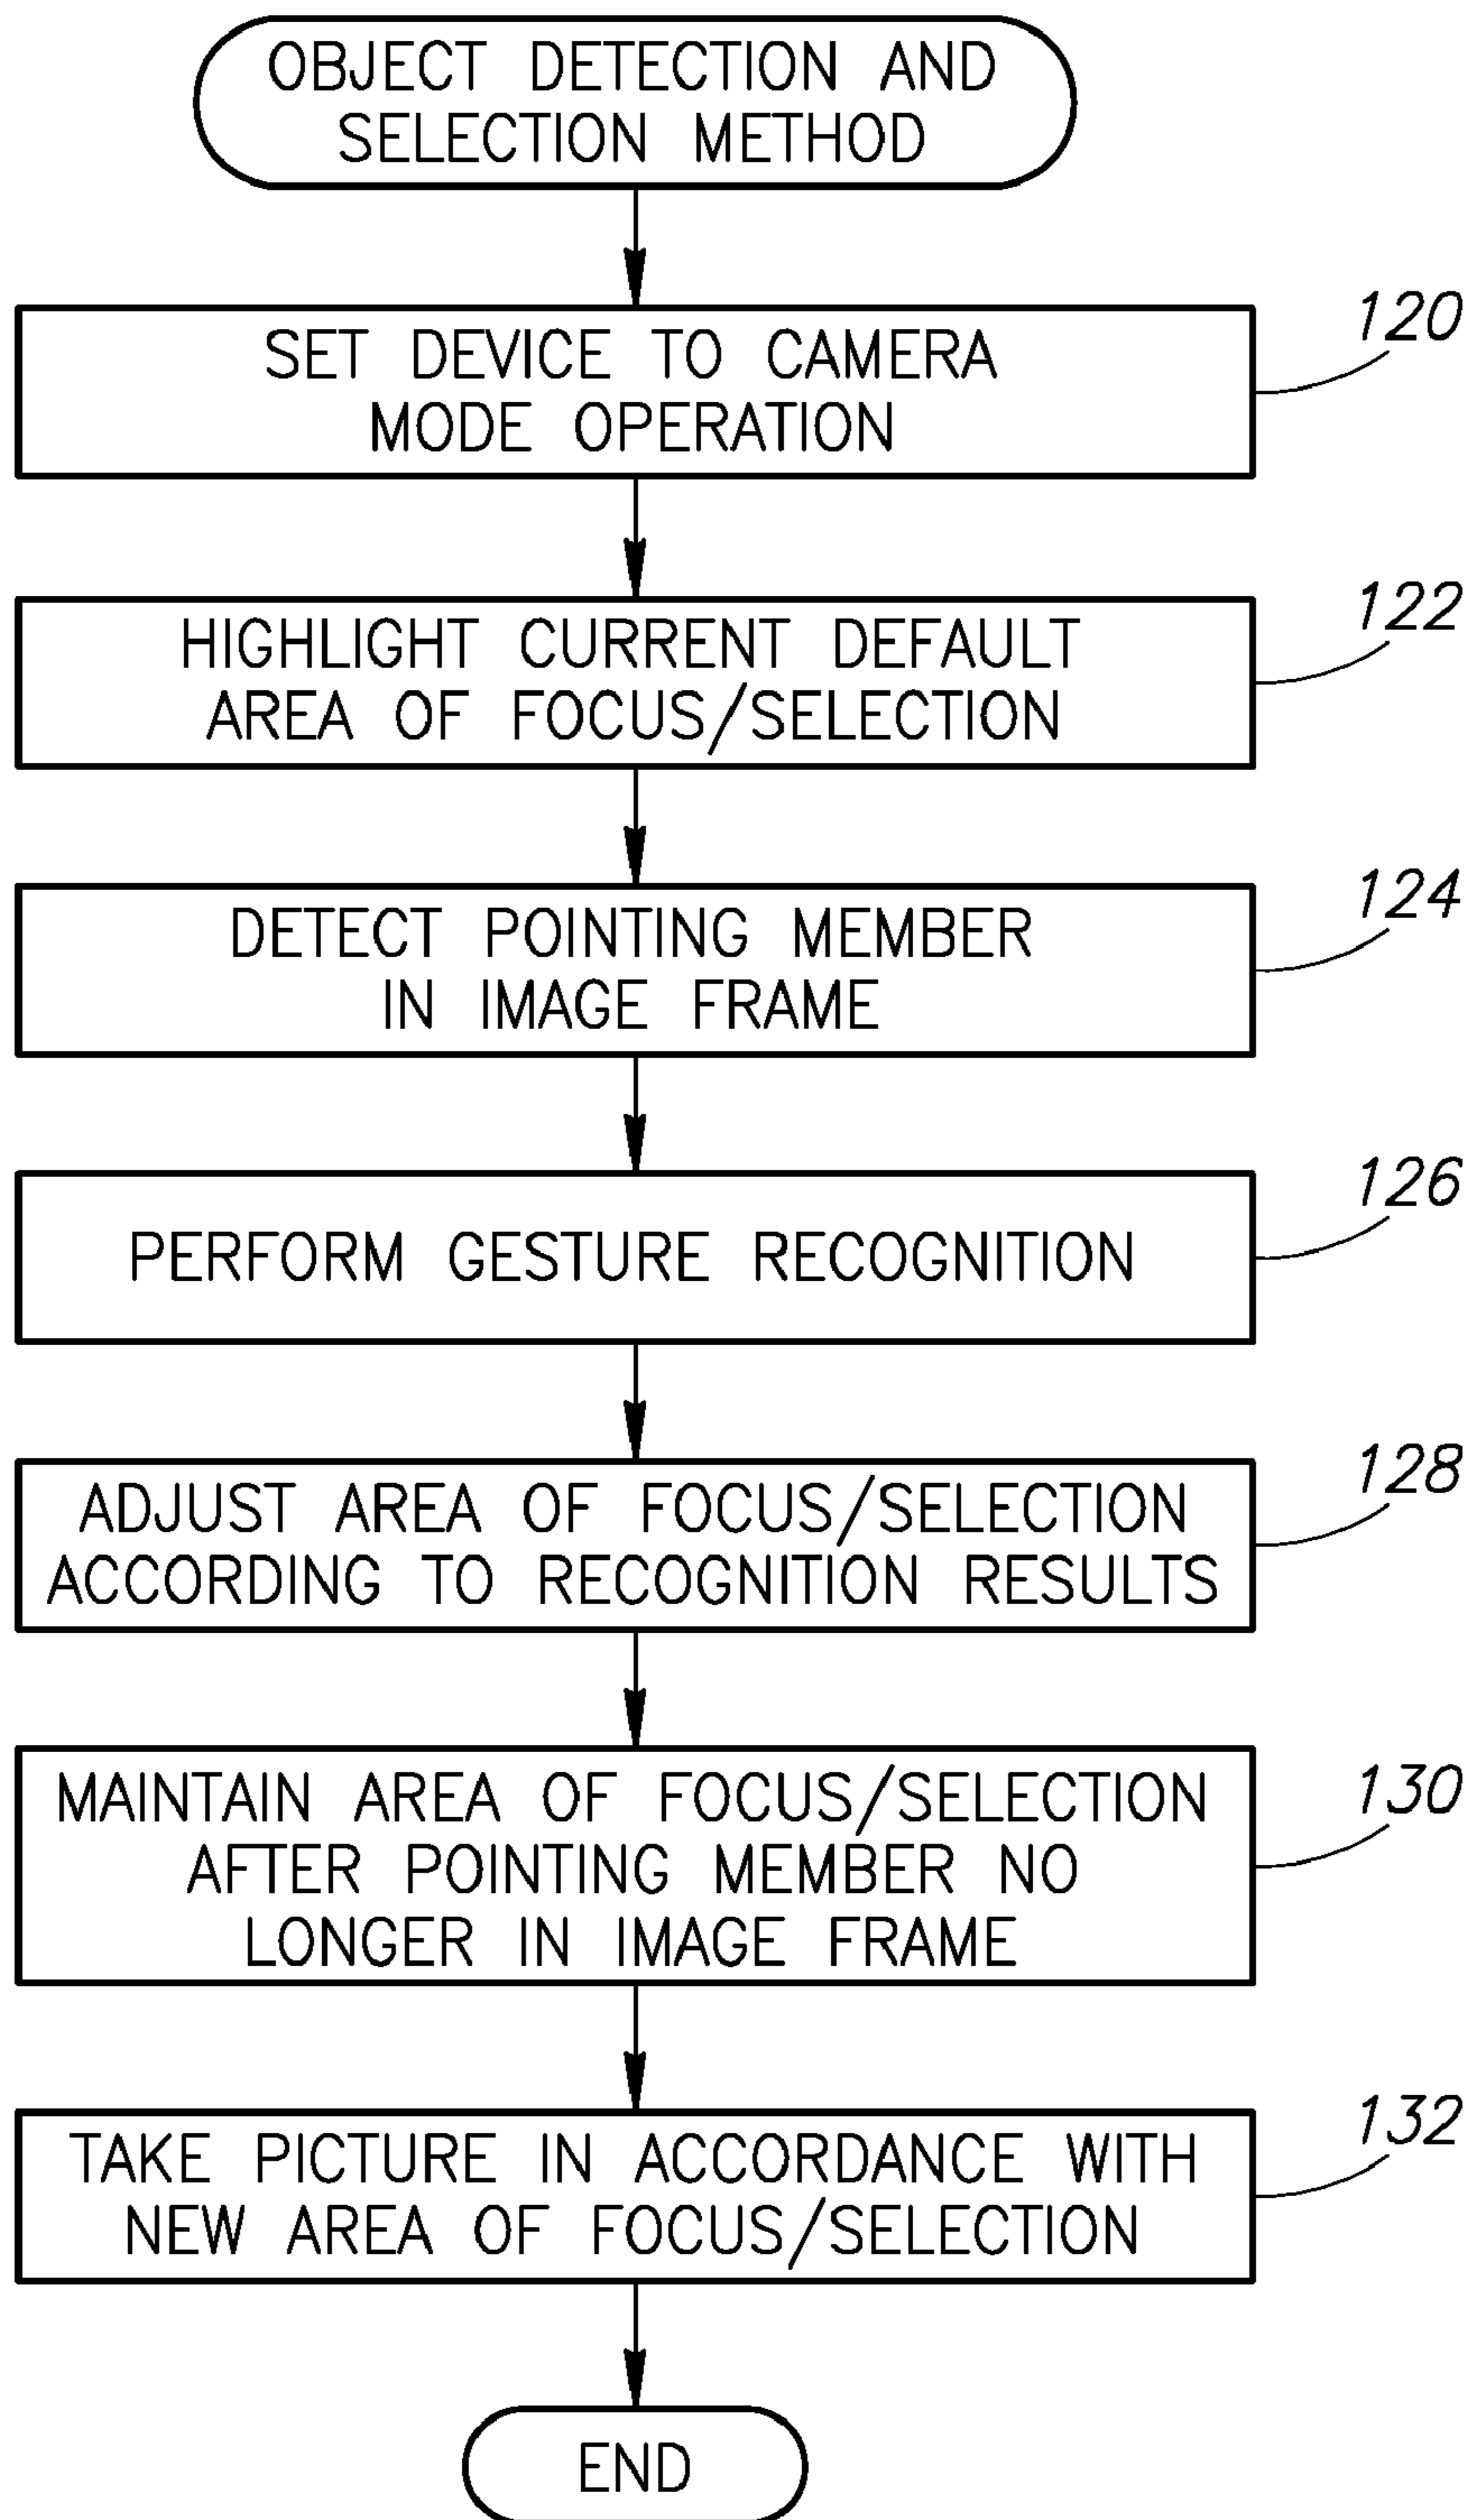 OBJECT DETECTION AND
SELECTION METHOD
120
SET DEVICE TO CAMERA
MODE OPERATION
122
HIGHLIGHT CURRENT DEFAULT
AREA OF FOCUS/SELECTION
124
DETECT POINTING MEMBER
IN IMAGE FRAME
126
PERFORM GESTURE RECOGNITION
128
ADJUST AREA OF FOCUS/SELECTION
ACCORDING TO RECOGNITION RESULTS
130
MAINTAIN AREA OF FOCUS/SELECTION
AFTER POINTING MEMBER NO
LONGER IN IMAGE FRAME
132
TAKE PICTURE IN ACCORDANCE WITH
NEW AREA OF FOCUS/SELECTION
END